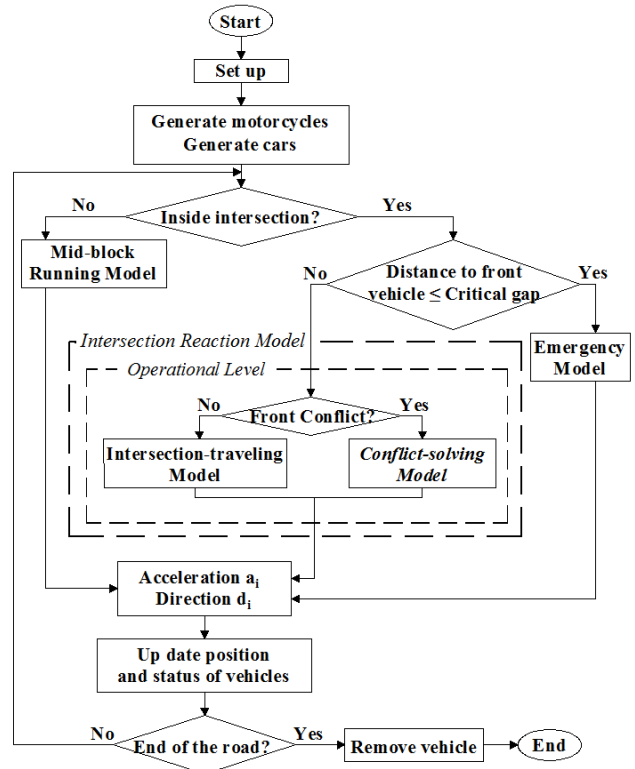 Start
Set up
Generate motorcycles
Generate cars
No
Inside intersection?
Yes
Mid-block
Running Model
No
Distance to front
vehicle ≤ Critical gap
Yes
Intersection Reaction Model
Operational Level
Emergency
Model
No
Front Conflict?
Yes
Intersection-traveling
Model
Conflict-solving
Model
Acceleration ai
Direction di
Up date position
and status of vehicles
No
End of the road?
Yes
Remove vehicle
End